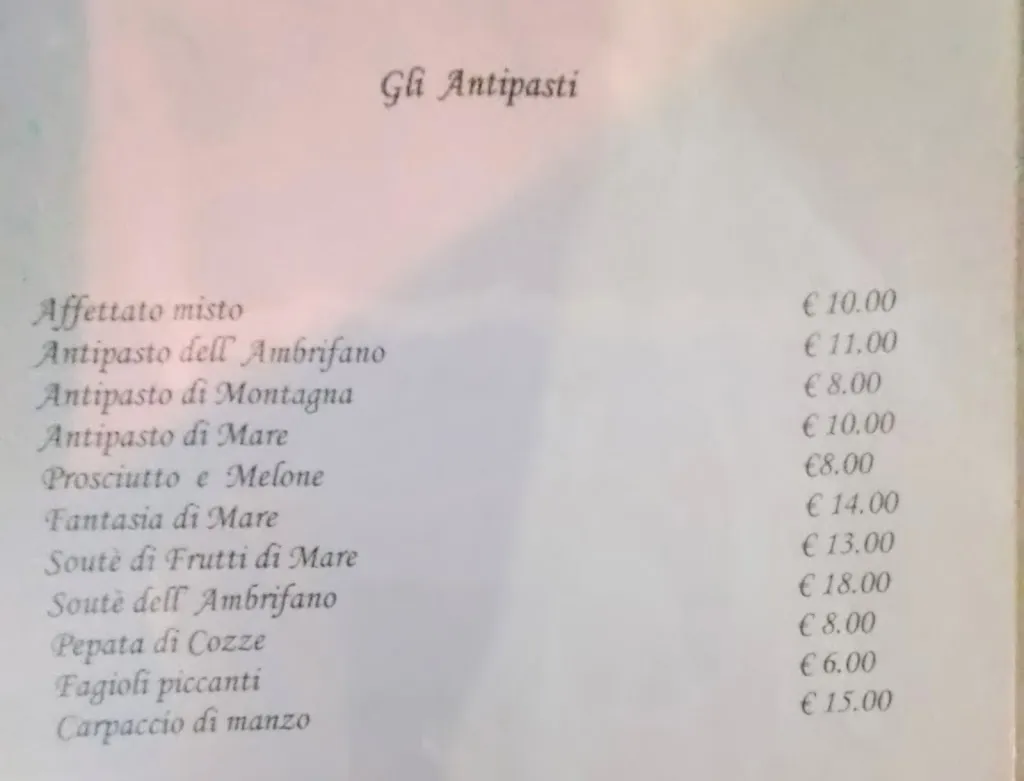 Gli Antipasti
Affettato misto € 10.00
Antipasto dell' Ambrifano € 11.00
Antipasto di Montagna € 8.00
Antipasto di Mare € 10.00
Prosciutto e Melone €8.00
Fantasia di Mare € 14.00
Soutè di Frutti di Mare € 13.00
Soutè dell' Ambrifano € 18.00
Pepata di Cozze € 8.00
Fagioli piccanti € 6.00
Carpaccio di manzo € 15.00